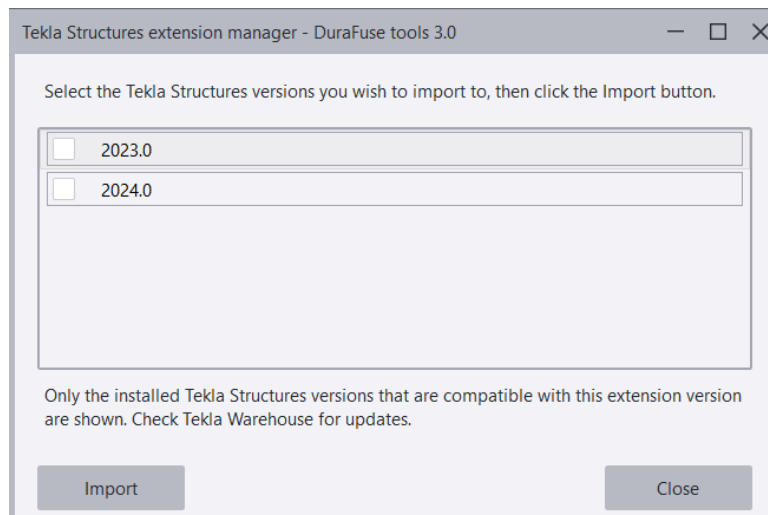 Tekla Structures extension manager - DuraFuse tools 3.0
Select the Tekla Structures versions you wish to import to, then click the Import button.
2023.0
2024.0
Only the installed Tekla Structures versions that are compatible with this extension version
are shown. Check Tekla Warehouse for updates.
Import
Close